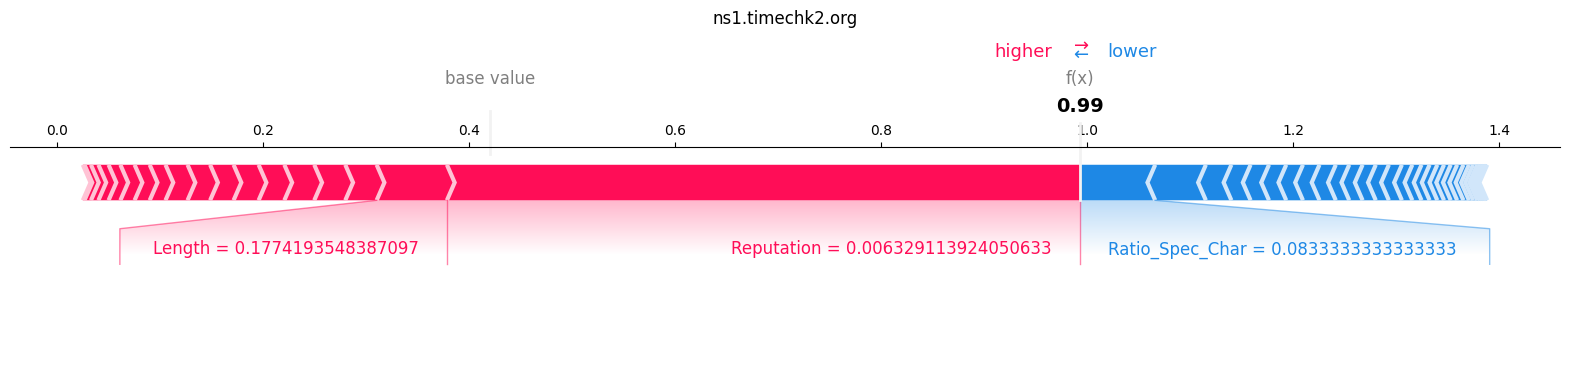 ns1.timechk2.org
higher ⇄ lower
base value f(x)
0.99
0.0 0.2 0.4 0.6 0.8 1.0 1.2 1.4
Length = 0.1774193548387097 Reputation = 0.006329113924050633 Ratio_Spec_Char = 0.0833333333333333